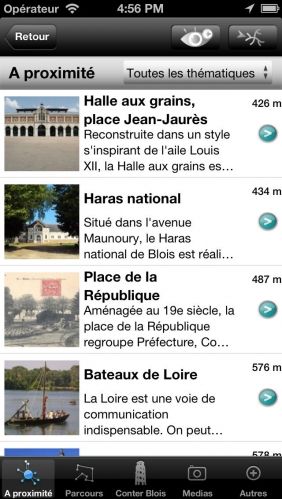 Opérateur 4:56 PM
Retour
A proximité Toutes les thématiques
Halle aux grains,
place Jean-Jaurès
426 m
Reconstruite dans un style
s'inspirant de l'aile Louis
XII, la Halle aux grains es…
Haras national
434 m
Situé dans l'avenue
Maunoury, le Haras
national de Blois est réali…
Place de la
République
487 m
Aménagée au 19e siècle, la
place de la République
regroupe Préfecture, Co…
Bateaux de Loire
576 m
La Loire est une voie de
communication
indispensable. On peut…
578 m
A proximité Parcours Conter Blois Medias Autres